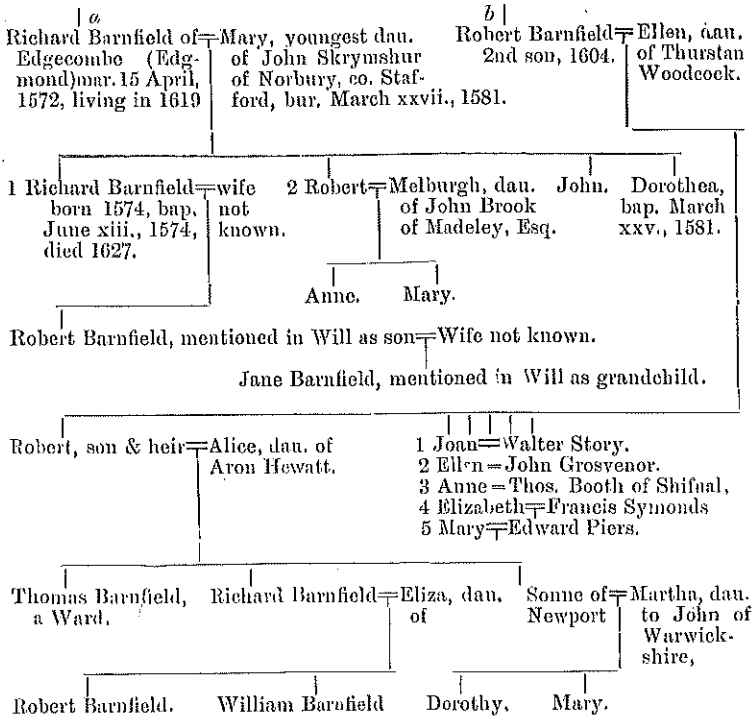 a
Richard Barnfield of Edgecombe (Edgmond) mar. 15 April, 1572, living in 1619
Mary, youngest dau. of John Skrymshur of Norbury, co. Stafford, bur. March xxvii., 1581.
b
Robert Barnfield 2nd son, 1604.
Ellen, dau. of Thurstan Woodcock.
1 Richard Barnfield born 1574, bap. June xiii., 1574, died 1627.
wife not known.
2 Robert
Melburgh, dau. of John Brook of Madeley, Esq.
John.
Dorothea, bap. March xxv., 1581.
Anne. Mary.
Robert Barnfield, mentioned in Will as son
Wife not known.
Jane Barnfield, mentioned in Will as grandchild.
Robert, son & heir
Alice, dau. of Aron Hewatt.
1 Joan = Walter Story.
2 Ellen = John Grosvenor.
3 Anne = Thos. Booth of Shifnal,
4 Elizabeth = Francis Symonds
5 Mary = Edward Piers.
Thomas Barnfield, a Ward.
Richard Barnfield
Eliza, dau. of
Sonne of Newport
Martha, dau. to John of Warwickshire,
Robert Barnfield.
William Barnfield
Dorothy.
Mary.